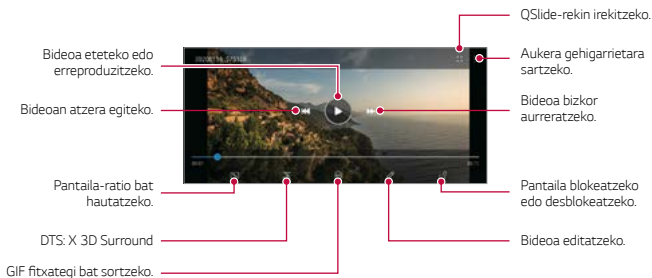 QSlide-rekin irekitzeko.
Bideoa eteteko edo
erreproduzitzeko.
Aukera gehigarrietara
sartzeko.
Bideoan atzera egiteko.
Bideoa bizkor
aurreratzeko.
Pantaila-ratio bat
hautatzeko.
Pantaila blokeatzeko
edo desblokeatzeko.
DTS: X 3D Surround
Bideoa editatzeko.
GIF fitxategi bat sortzeko.